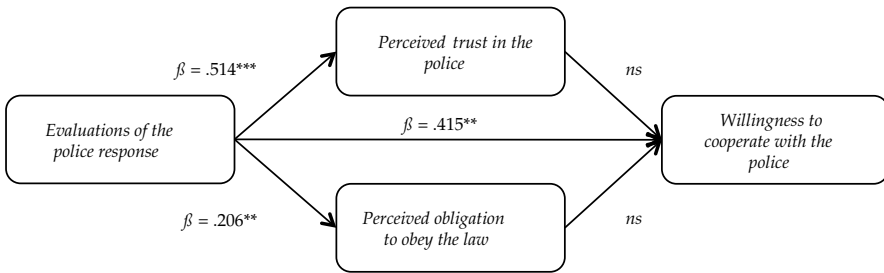 Perceived trust in the
police
ß = .514***
ns
Evaluations of the
police response
ß = .415**
Willingness to
cooperate with the
police
ß = .206**
Perceived obligation
to obey the law
ns